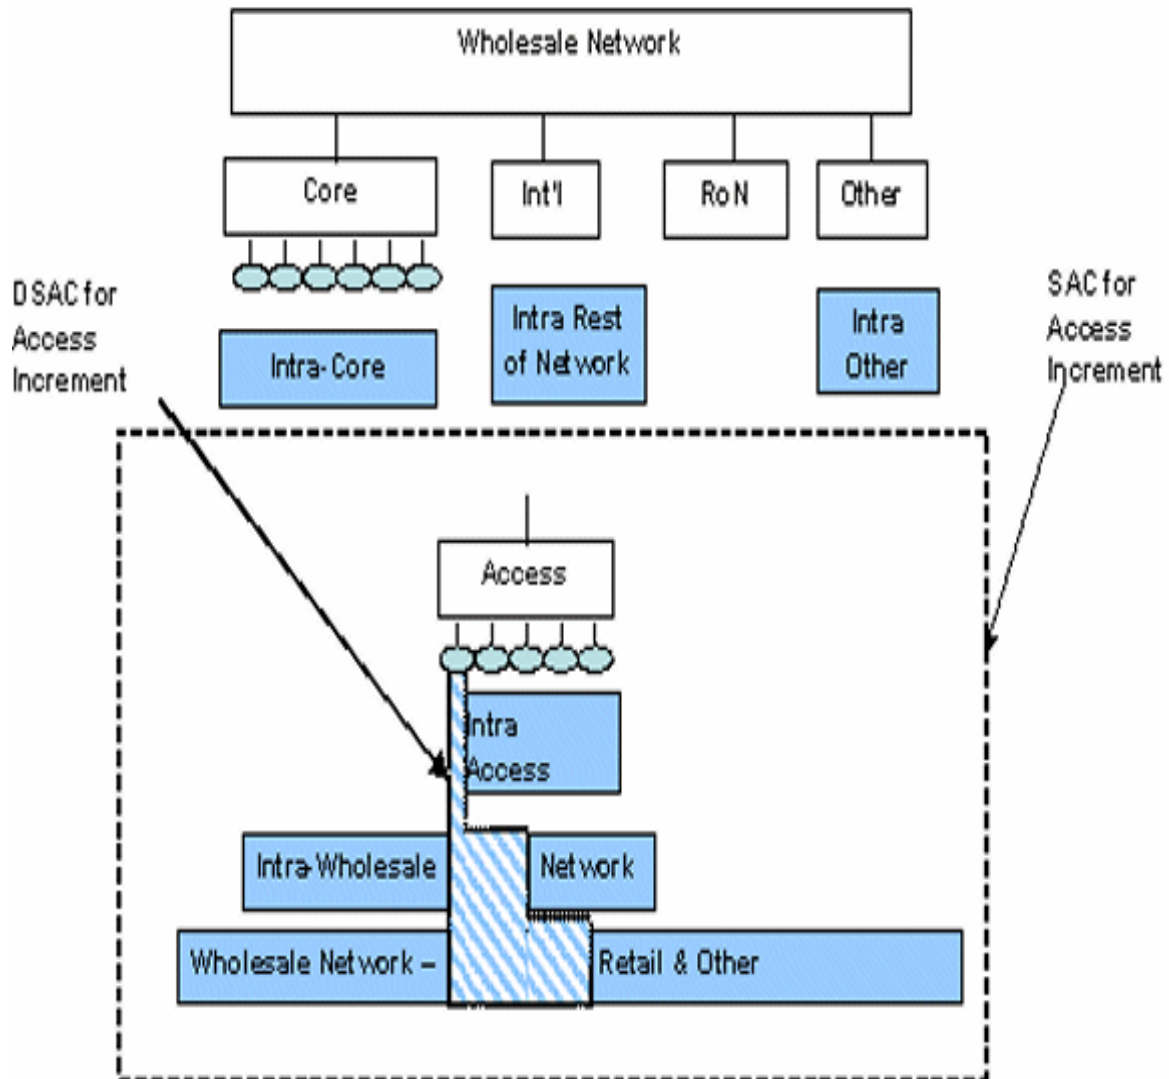 Wholesale Network
Core
Int'l
RoN
Other
DSAC for
Access
Increment
SAC for
Access
Increment
Intra-Core
Intra Rest
of Network
Intra
Other
Access
Intra
Access
Intra-Wholesale
Network
Wholesale Network –
Retail & Other